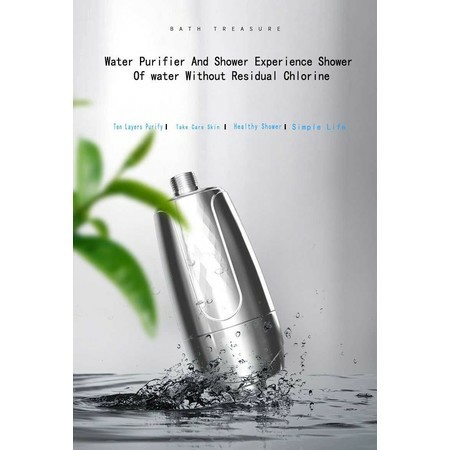 BATH TREASURE
Water Purifier And Shower Experience Shower
Of water Without Residual Chlorine
Ten Layers Purify I Take Care Skin I Healthy Shower I Simple Life